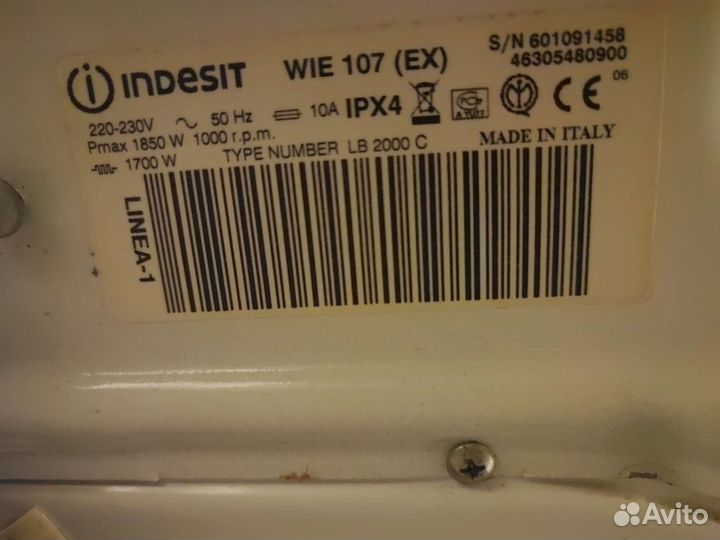 INDESIT WIE 107 (EX) S/N 601091458
46305480900
220-230V 50 Hz 10A IPX4 CE 06
Pmax 1850 W 1000 r.p.m.
1700 W TYPE NUMBER LB 2000 C MADE IN ITALY
LINEA-1
Avito